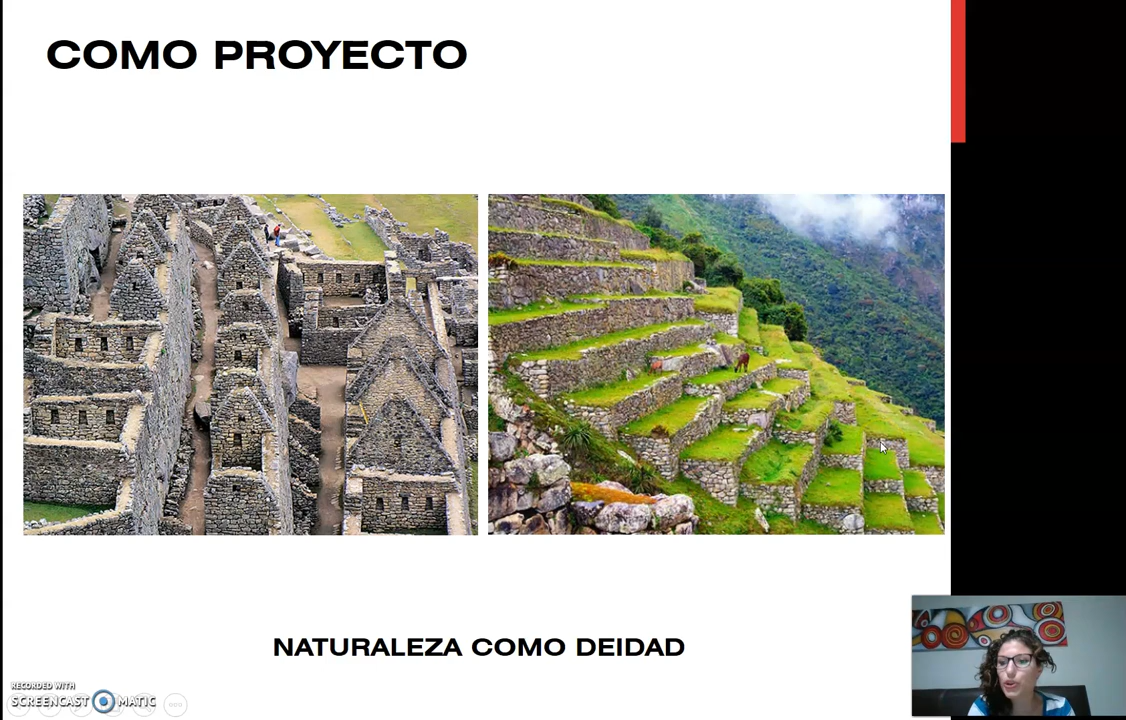 COMO PROYECTO
NATURALEZA COMO DEIDAD
RECORDED WITH
SCREENCAST MATIC